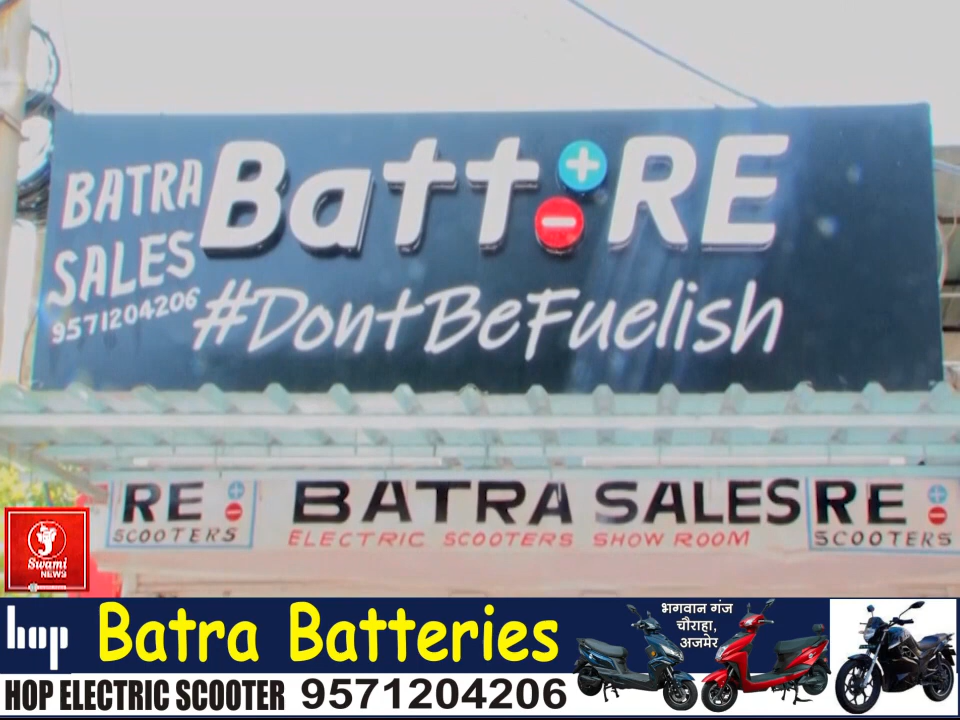 BATRA
SALES
9571204206
Batt:RE
#DontBeFuelish
RE
SCOOTERS
BATRA SALES
ELECTRIC SCOOTERS SHOW ROOM
RE
SCOOTERS
Swami
NEWS
hop
Batra Batteries
भगवान गंज
चौराहा,
अजमेर
HOP ELECTRIC SCOOTER 9571204206